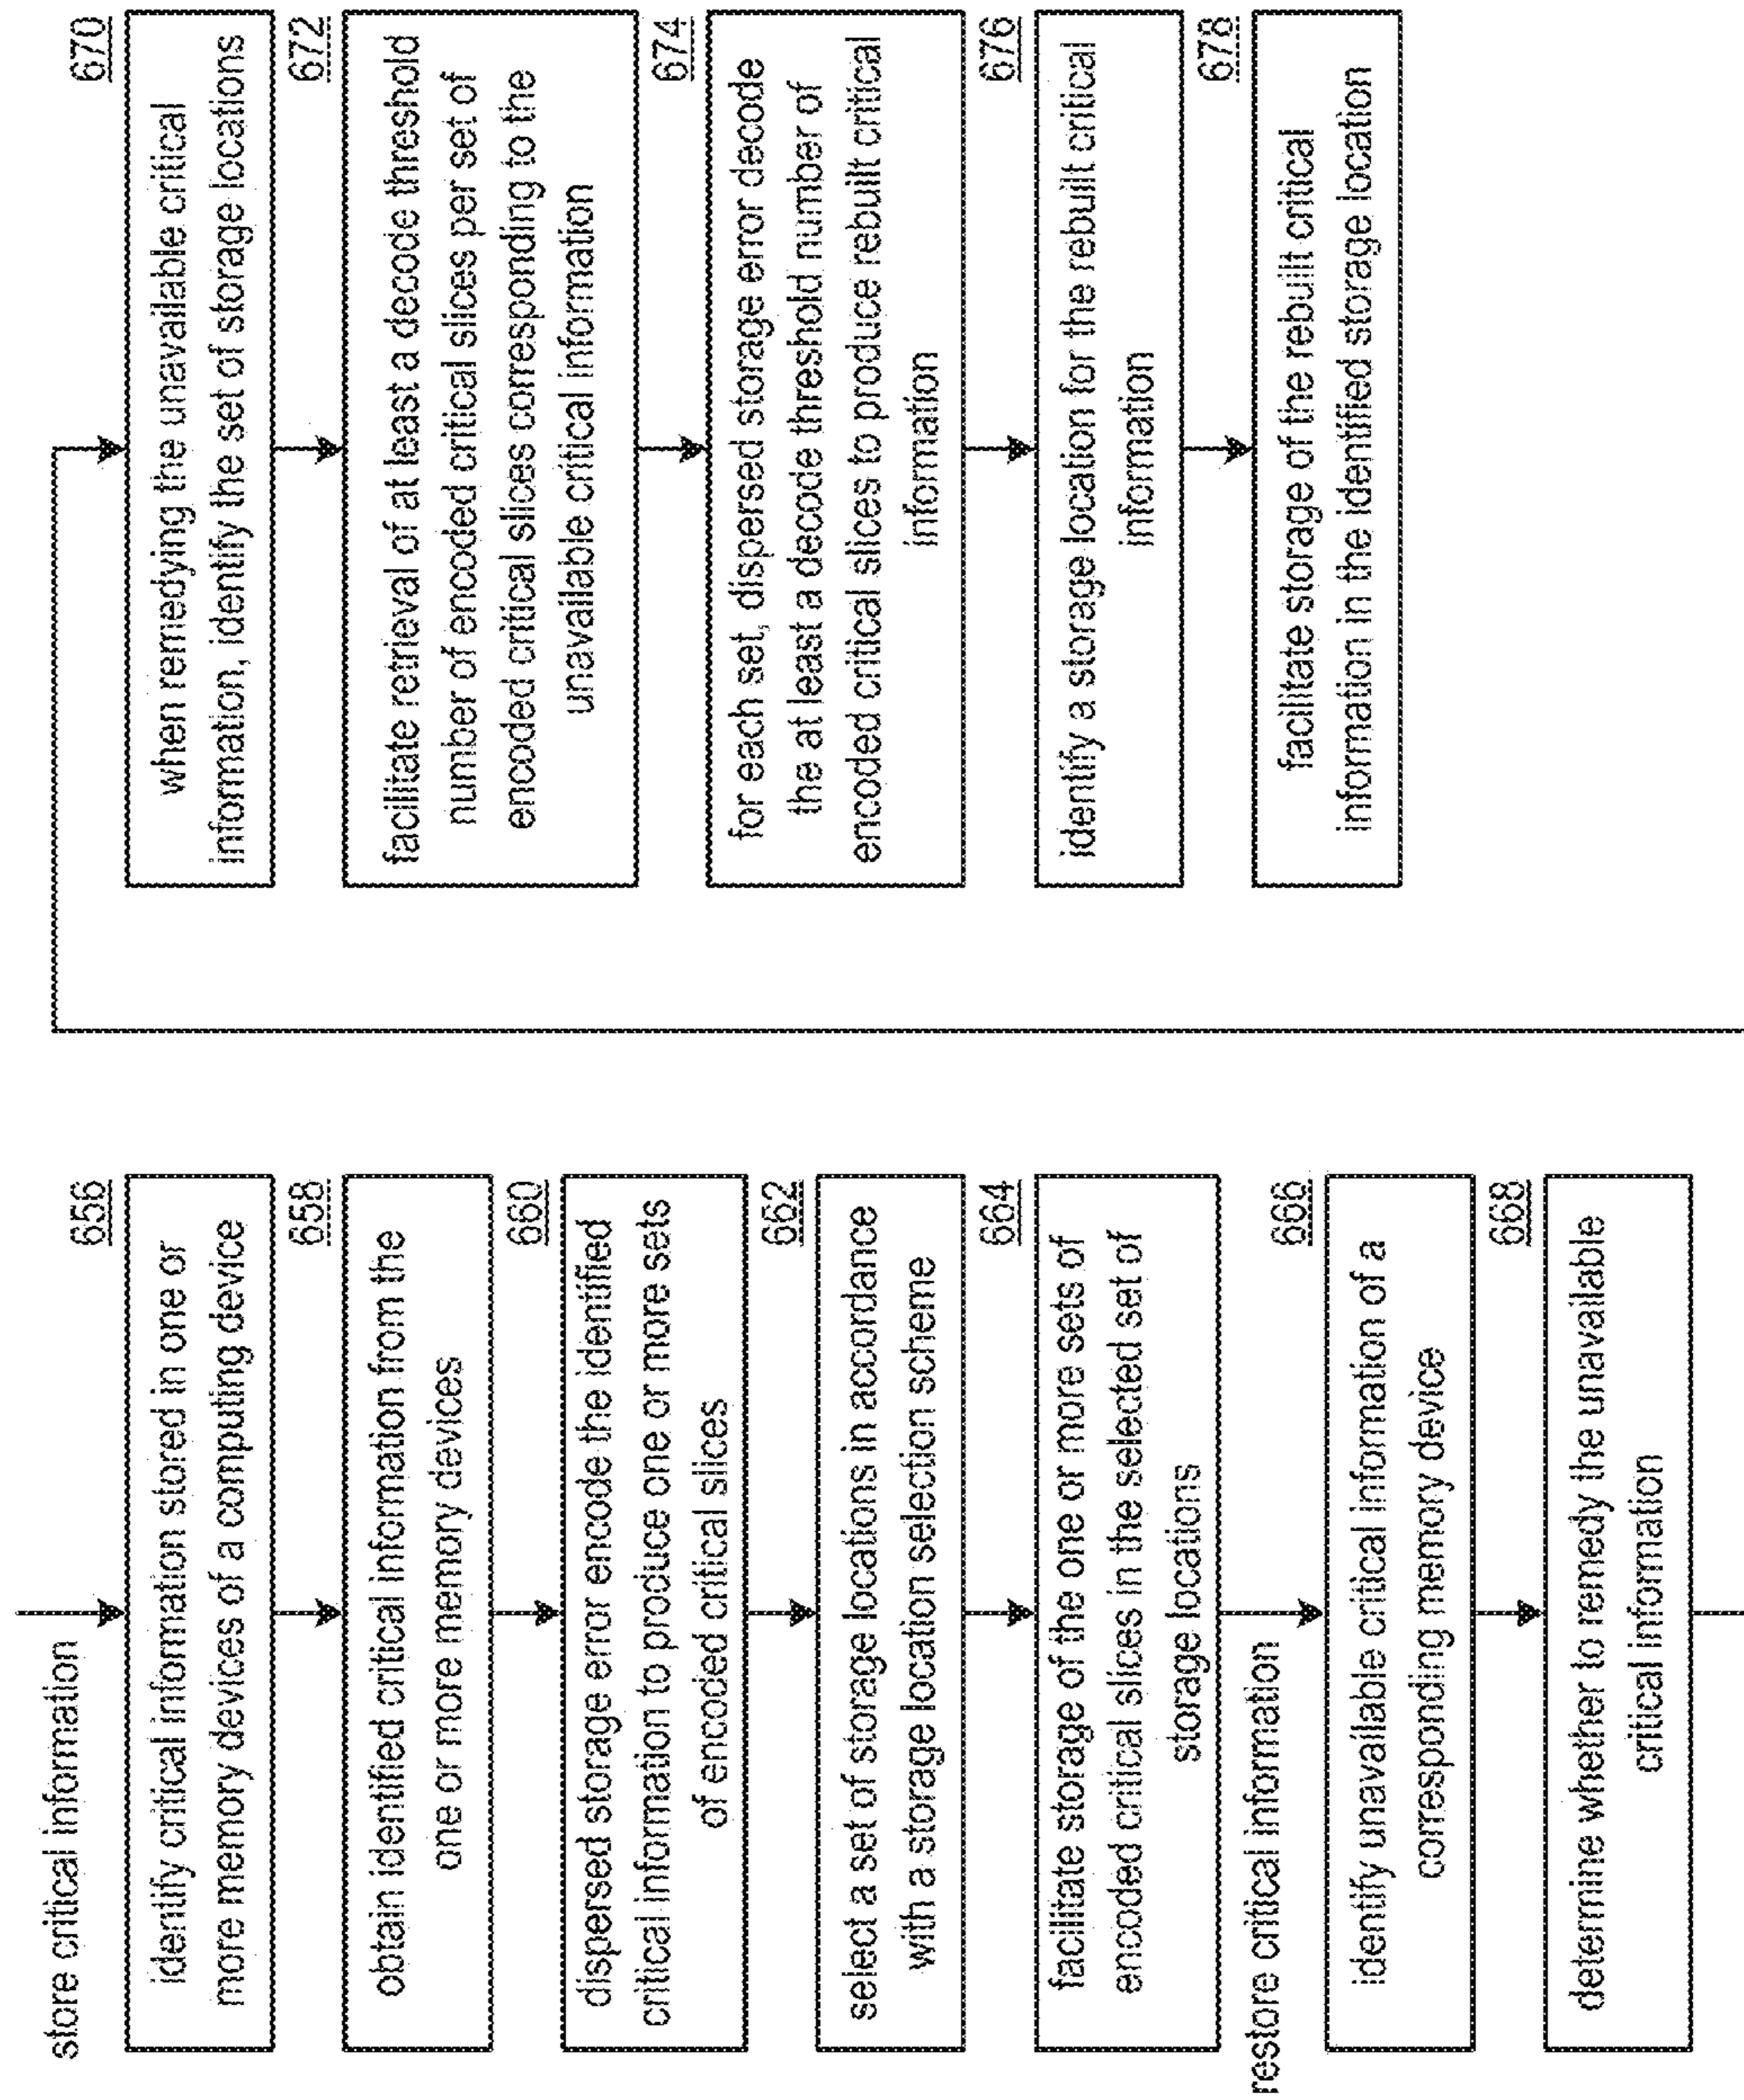 store critical information
656
identify critical information stored in one or
more memory devices of a computing device
658
obtain identified critical information from the
one or more memory devices
660
dispersed storage error encode the identified
critical information to produce one or more sets
of encoded critical slices
662
select a set of storage locations in accordance
with a storage location selection scheme
664
facilitate storage of the one or more sets of
encoded critical slices in the selected set of
storage locations
restore critical information
666
identify unavailable critical information of a
corresponding memory device
668
determine whether to remedy the unavailable
critical information
670
when remedying the unavailable critical
information, identify the set of storage locations
672
facilitate retrieval of at least a decode threshold
number of encoded critical slices per set of
encoded critical slices corresponding to the
unavailable critical information
674
for each set, dispersed storage error decode
the at least a decode threshold number of
encoded critical slices to produce rebuilt critical
information
676
identify a storage location for the rebuilt critical
information
678
facilitate storage of the rebuilt critical
information in the identified storage location